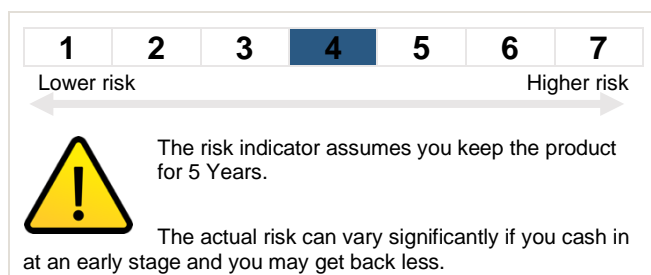 1 2 3 4 5 6 7
Lower risk Higher risk
The risk indicator assumes you keep the product
for 5 Years.
The actual risk can vary significantly if you cash in
at an early stage and you may get back less.